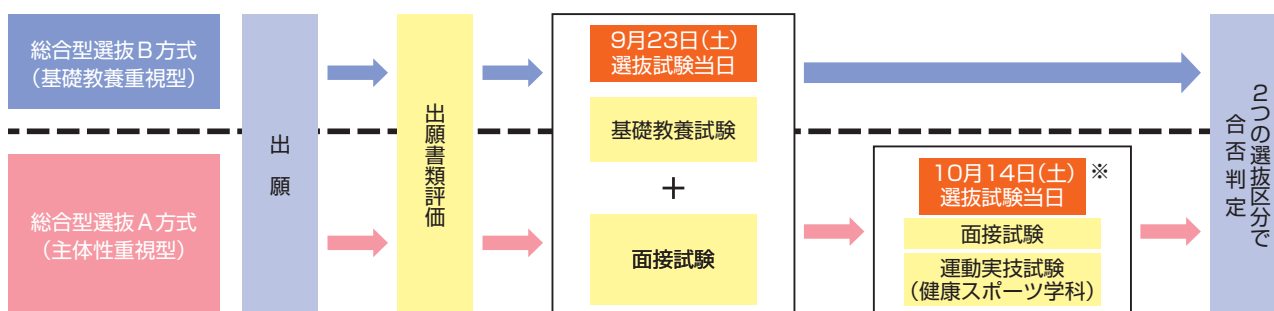 総合型選抜B方式
(基礎教養重視型)
総合型選抜A方式
(主体性重視型)
出願
出願書類評価
9月23日(土)
選抜試験当日
基礎教養試験
+
面接試験
10月14日(土)※
選抜試験当日
面接試験
運動実技試験
(健康スポーツ学科)
2つの選抜区分で
合否判定